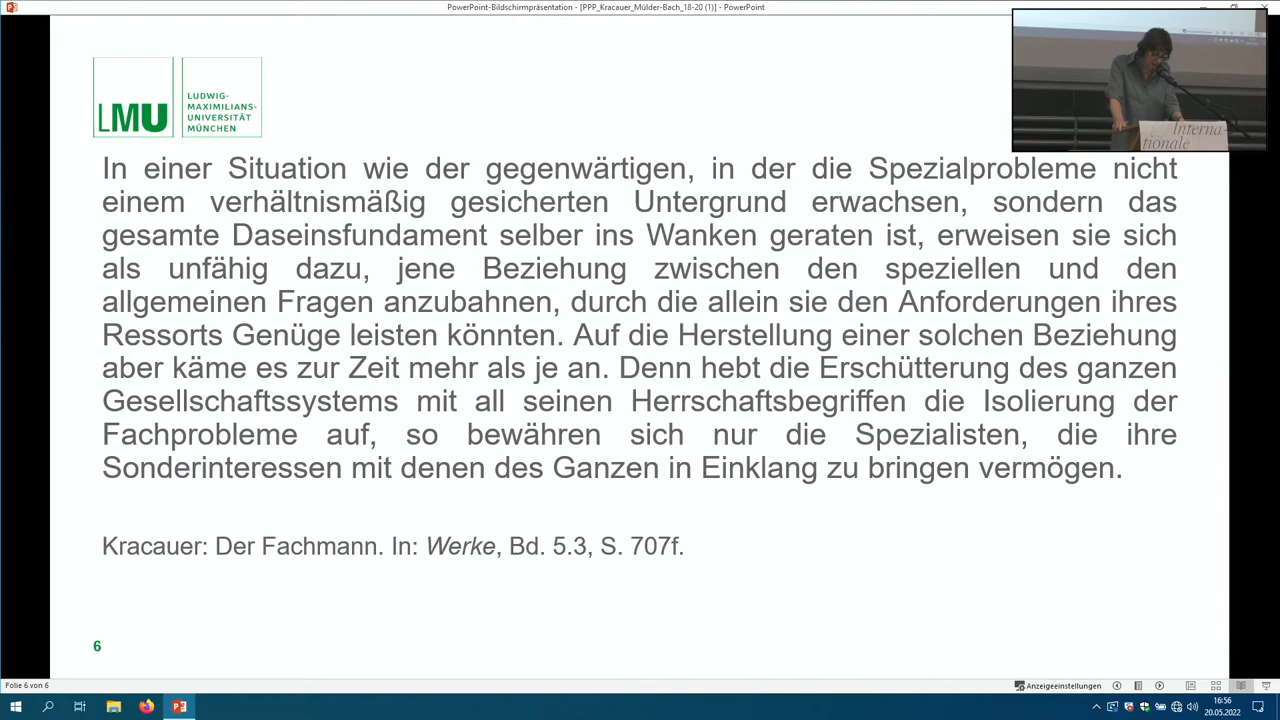 PowerPoint-Bildschirmpräsentation - [PPP_Kracauer_Mülder-Bach_18-20 (1)] - PowerPoint
LMU
LUDWIG-
MAXIMILIANS-
UNIVERSITÄT
MÜNCHEN
Interna-
tionale
In einer Situation wie der gegenwärtigen, in der die Spezialprobleme nicht
einem verhältnismäßig gesicherten Untergrund erwachsen, sondern das
gesamte Daseinsfundament selber ins Wanken geraten ist, erweisen sie sich
als unfähig dazu, jene Beziehung zwischen den speziellen und den
allgemeinen Fragen anzubahnen, durch die allein sie den Anforderungen ihres
Ressorts Genüge leisten könnten. Auf die Herstellung einer solchen Beziehung
aber käme es zur Zeit mehr als je an. Denn hebt die Erschütterung des ganzen
Gesellschaftssystems mit all seinen Herrschaftsbegriffen die Isolierung der
Fachprobleme auf, so bewähren sich nur die Spezialisten, die ihre
Sonderinteressen mit denen des Ganzen in Einklang zu bringen vermögen.
Kracauer: Der Fachmann. In: Werke, Bd. 5.3, S. 707f.
6
Folie 6 von 6
Anzeigeeinstellungen
16:56
20.05.2022